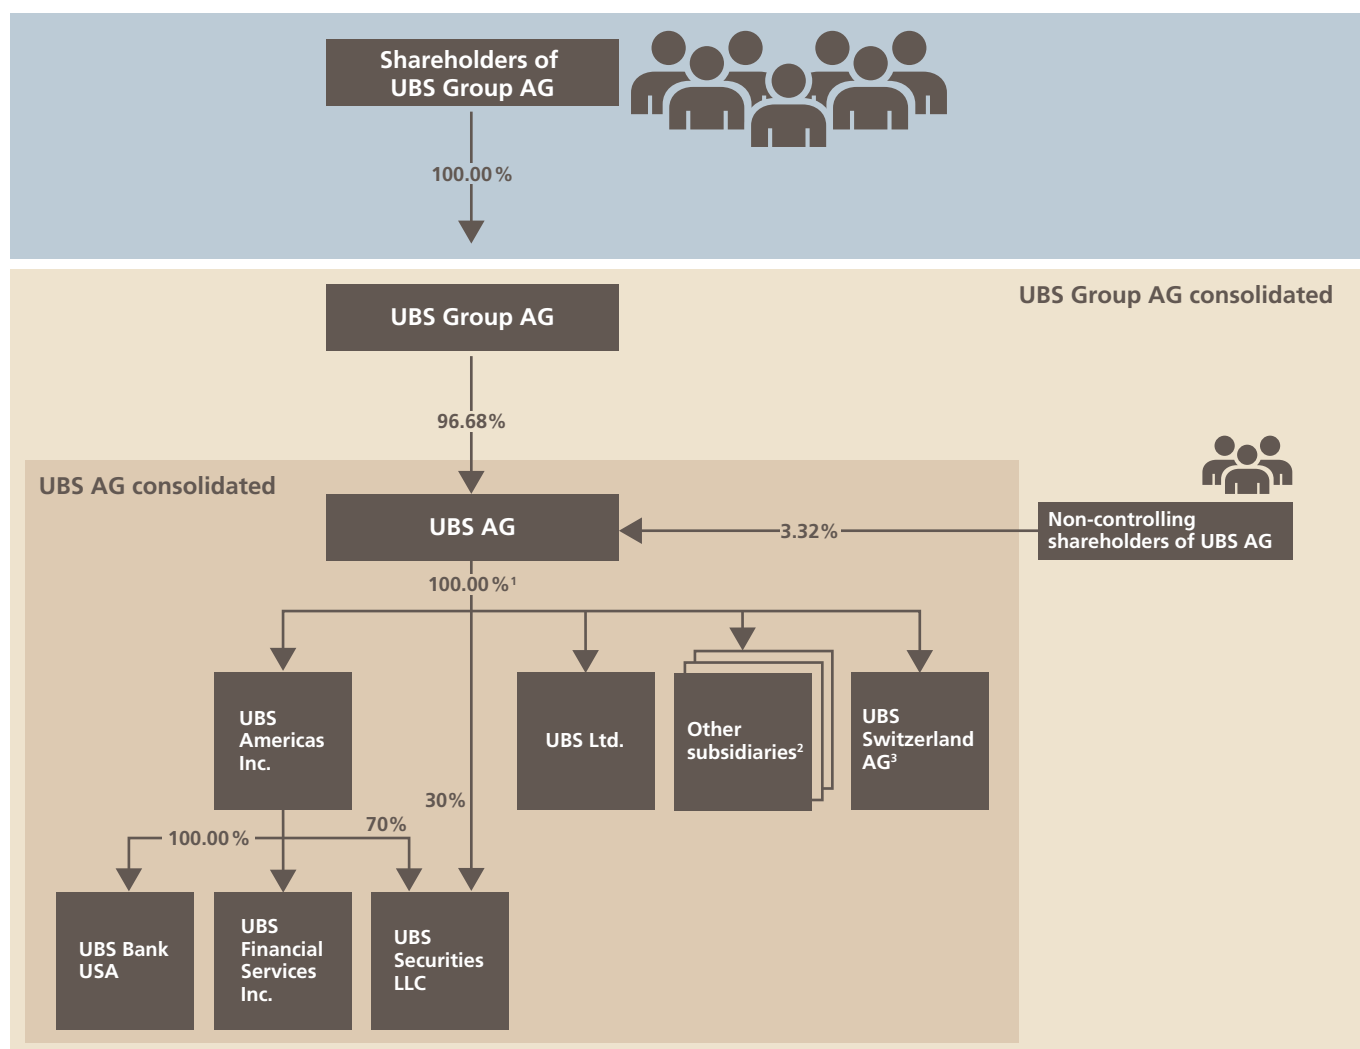 Shareholders of
UBS Group AG
100.00 %
UBS Group AG consolidated
UBS Group AG
96.68%
UBS AG consolidated
UBS AG
3.32%
Non-controlling
shareholders of UBS AG
100.00 %¹
UBS
Americas
Inc.
UBS Ltd.
Other
subsidiaries²
UBS
Switzerland
AG³
30%
70%
100.00 %
UBS Bank
USA
UBS
Financial
Services
Inc.
UBS
Securities
LLC